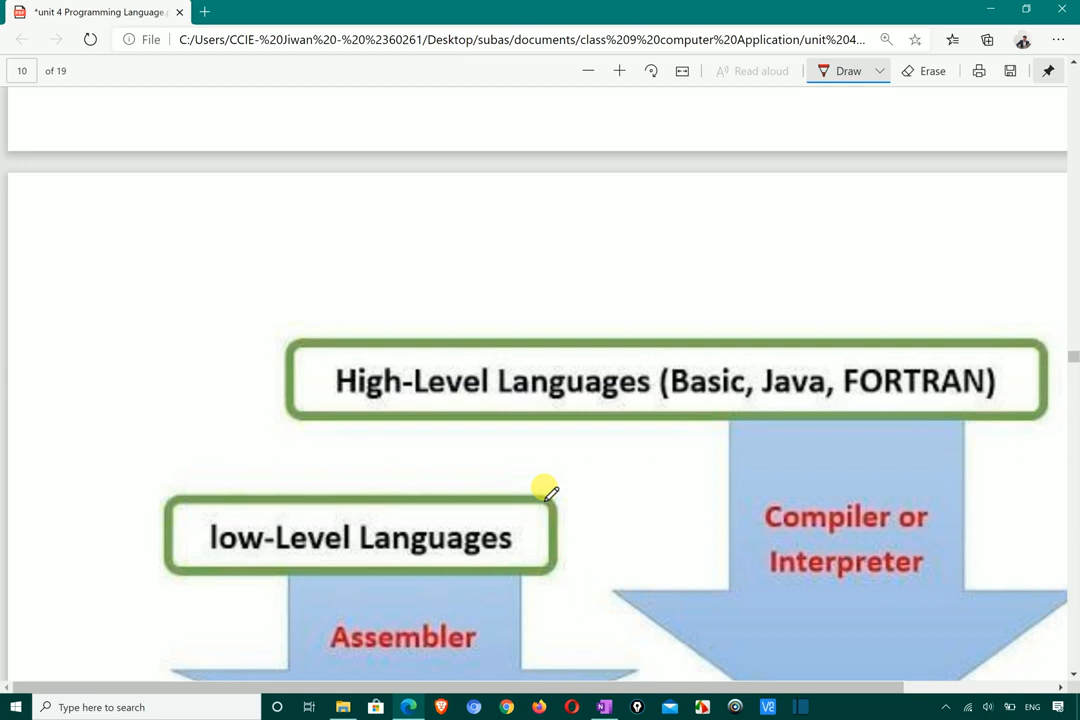 *unit 4 Programming Language.
File
C:/Users/CCIE-%20Jiwan%20-%20%2360261/Desktop/subas/documents/class%209%20computer%20Application/unit%204...
10 of 19
Read aloud
Draw
Erase
High-Level Languages (Basic, Java, FORTRAN)
low-Level Languages
Compiler or
Interpreter
Assembler
Type here to search
ENG